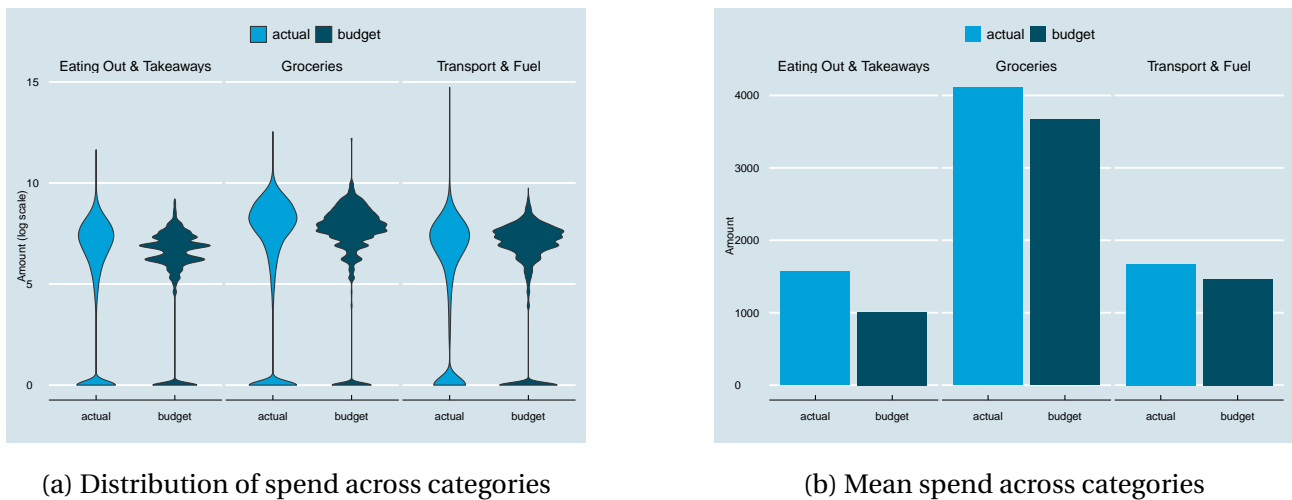 actual budget
Eating Out & Takeaways Groceries Transport & Fuel
15
10
5
0
Amount (log scale)
actual budget actual budget actual budget
(a) Distribution of spend across categories
actual budget
Eating Out & Takeaways Groceries Transport & Fuel
4000
3000
2000
1000
0
Amount
actual budget actual budget actual budget
(b) Mean spend across categories